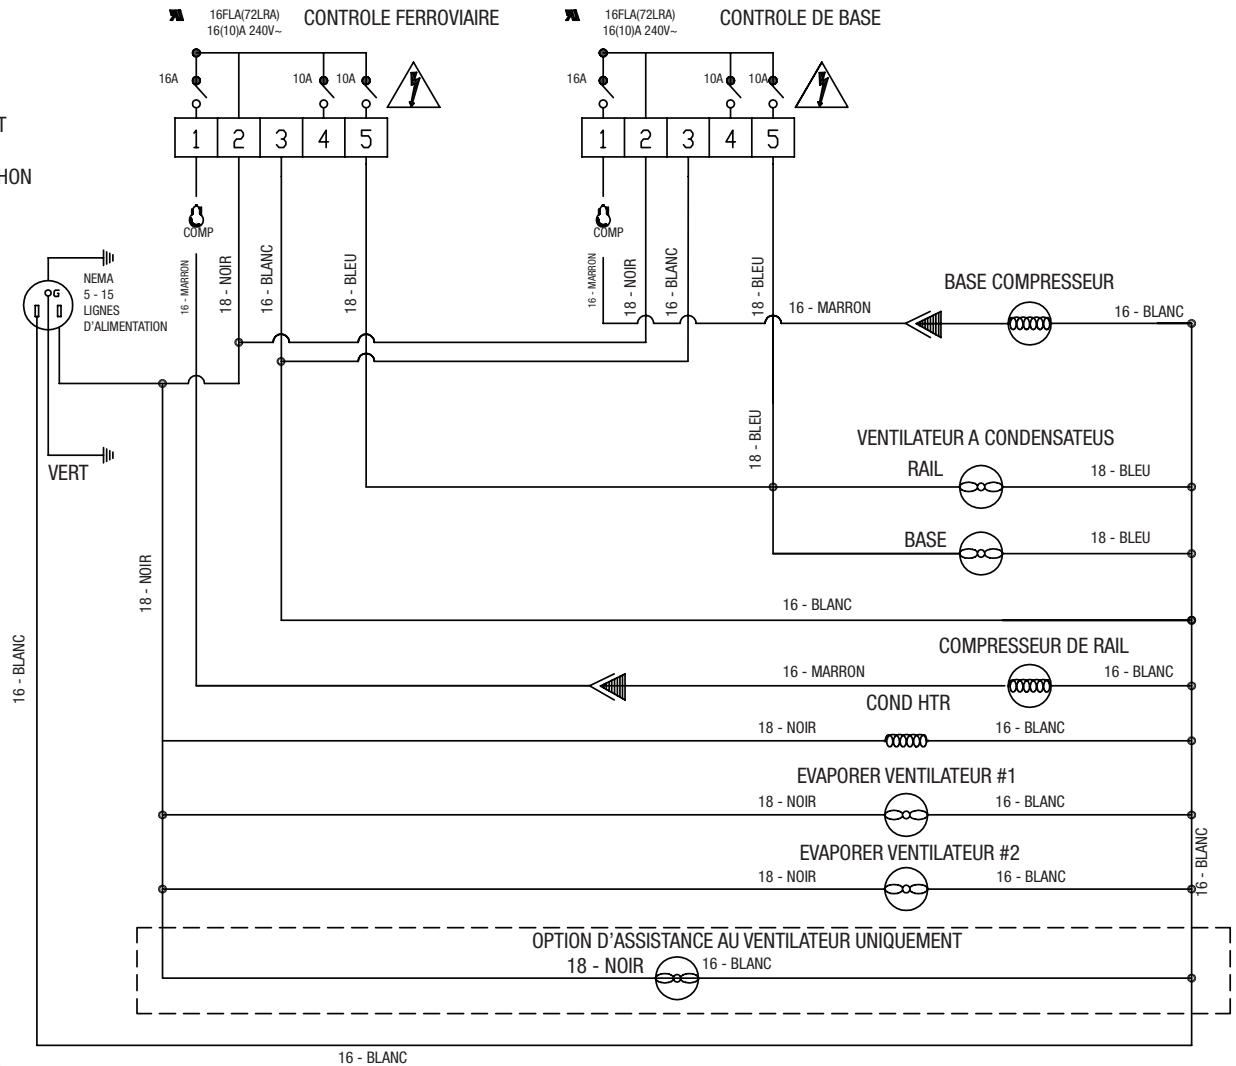 16FLA(72LRA)
16(10)A 240V~
CONTROLE FERROVIAIRE
16FLA(72LRA)
16(10)A 240V~
CONTROLE DE BASE
16A
10A
10A
16A
10A
10A
T
HON
1
2
3
4
5
1
2
3
4
5
COMP
COMP
16 - MARRON
18 - NOIR
16 - BLANC
18 - BLEU
16 - MARRON
18 - NOIR
16 - BLANC
18 - BLEU
G
NEMA
5 - 15
LIGNES
D'ALIMENTATION
BASE COMPRESSEUR
16 - MARRON
16 - BLANC
VERT
18 - BLEU
VENTILATEUR A CONDENSATEUS
RAIL
18 - BLEU
BASE
18 - BLEU
18 - NOIR
16 - BLANC
16 - BLANC
COMPRESSEUR DE RAIL
16 - MARRON
16 - BLANC
COND HTR
18 - NOIR
16 - BLANC
EVAPORER VENTILATEUR #1
18 - NOIR
16 - BLANC
EVAPORER VENTILATEUR #2
18 - NOIR
16 - BLANC
16 - BLANC
OPTION D'ASSISTANCE AU VENTILATEUR UNIQUEMENT
18 - NOIR
16 - BLANC
16 - BLANC